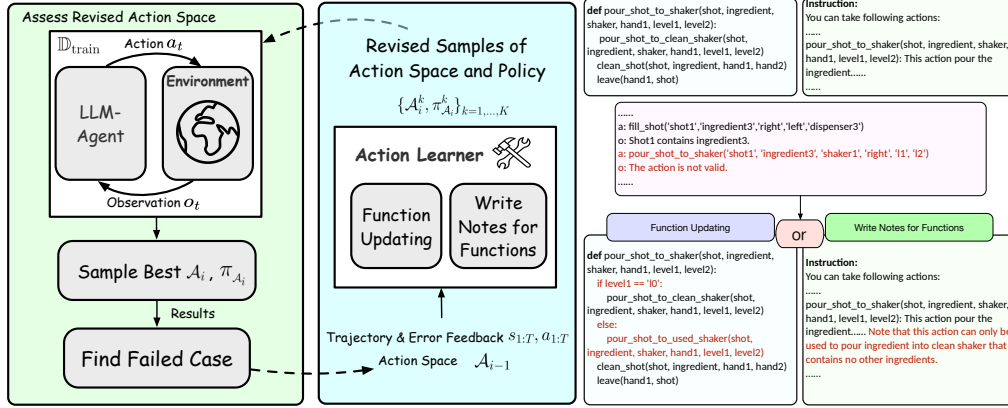 Assess Revised Action Space
𝔻_train
Action a_t
LLM-
Agent
Environment
Observation o_t
Sample Best 𝒜_i , π_{𝒜_i}
Results
Find Failed Case
Revised Samples of
Action Space and Policy
{𝒜_i^k, π_{𝒜_i}^k}_{k=1,...,K}
Action Learner
Function
Updating
Write
Notes for
Functions
Trajectory & Error Feedback s_{1:T}, a_{1:T}
Action Space 𝒜_{i−1}
def pour_shot_to_shaker(shot, ingredient,
shaker, hand1, level1, level2):
pour_shot_to_clean_shaker(shot,
ingredient, shaker, hand1, level1, level2)
clean_shot(shot, ingredient, hand1, hand2)
leave(hand1, shot)
Instruction:
You can take following actions:
......
pour_shot_to_shaker(shot, ingredient, shaker,
hand1, level1, level2): This action pour the
ingredient......
......
......
a: fill_shot('shot1','ingredient3','right','left','dispenser3')
o: Shot1 contains ingredient3.
a: pour_shot_to_shaker('shot1', 'ingredient3', 'shaker1', 'right', 'l1', 'l2')
o: The action is not valid.
......
Function Updating
or
Write Notes for Functions
def pour_shot_to_shaker(shot, ingredient,
shaker, hand1, level1, level2):
if level1 == 'l0':
pour_shot_to_clean_shaker(shot,
ingredient, shaker, hand1, level1, level2)
else:
pour_shot_to_used_shaker(shot,
ingredient, shaker, hand1, level1, level2)
clean_shot(shot, ingredient, hand1, hand2)
leave(hand1, shot)
Instruction:
You can take following actions:
......
pour_shot_to_shaker(shot, ingredient, shaker,
hand1, level1, level2): This action pour the
ingredient...... Note that this action can only be
used to pour ingredient into clean shaker that
contains no other ingredients.
......